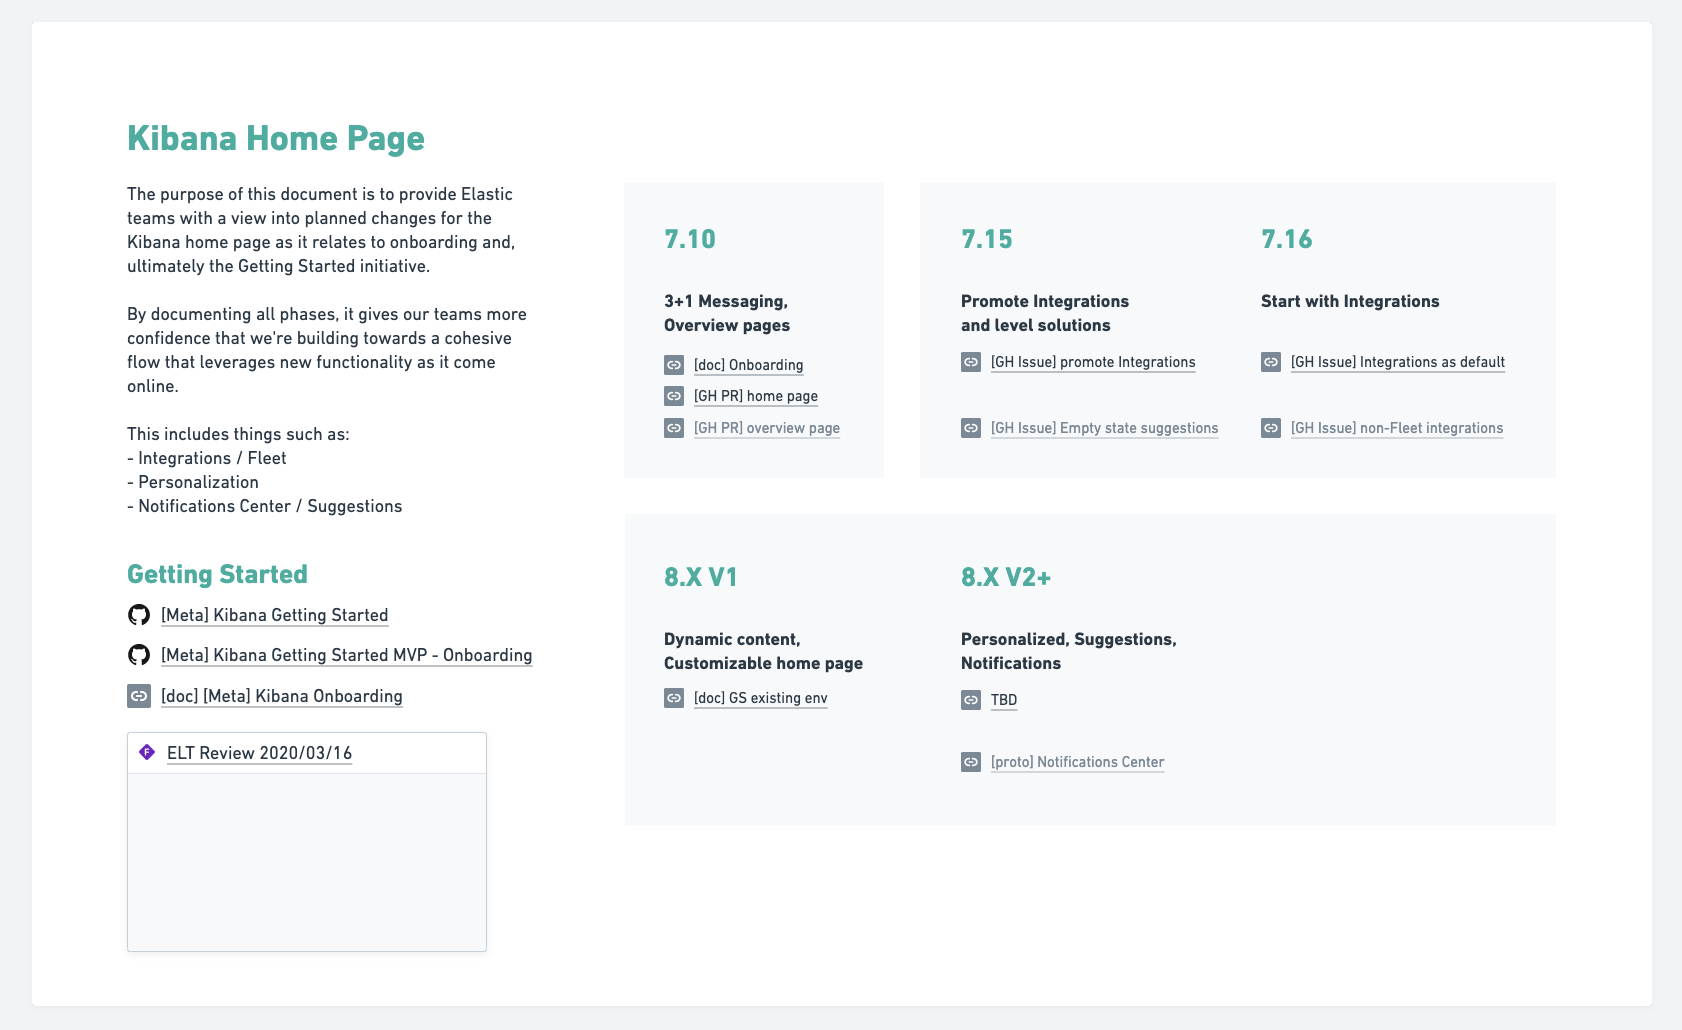 Kibana Home Page
The purpose of this document is to provide Elastic
teams with a view into planned changes for the
Kibana home page as it relates to onboarding and,
ultimately the Getting Started initiative.
By documenting all phases, it gives our teams more
confidence that we're building towards a cohesive
flow that leverages new functionality as it come
online.
This includes things such as:
- Integrations / Fleet
- Personalization
- Notifications Center / Suggestions
Getting Started
[Meta] Kibana Getting Started
[Meta] Kibana Getting Started MVP - Onboarding
[doc] [Meta] Kibana Onboarding
F
ELT Review 2020/03/16
7.10
3+1 Messaging,
Overview pages
[doc] Onboarding
[GH PR] home page
[GH PR] overview page
7.15
Promote Integrations
and level solutions
[GH Issue] promote Integrations
[GH Issue] Empty state suggestions
7.16
Start with Integrations
[GH Issue] Integrations as default
[GH Issue] non-Fleet integrations
8.X V1
Dynamic content,
Customizable home page
[doc] GS existing env
8.X V2+
Personalized, Suggestions,
Notifications
TBD
[proto] Notifications Center